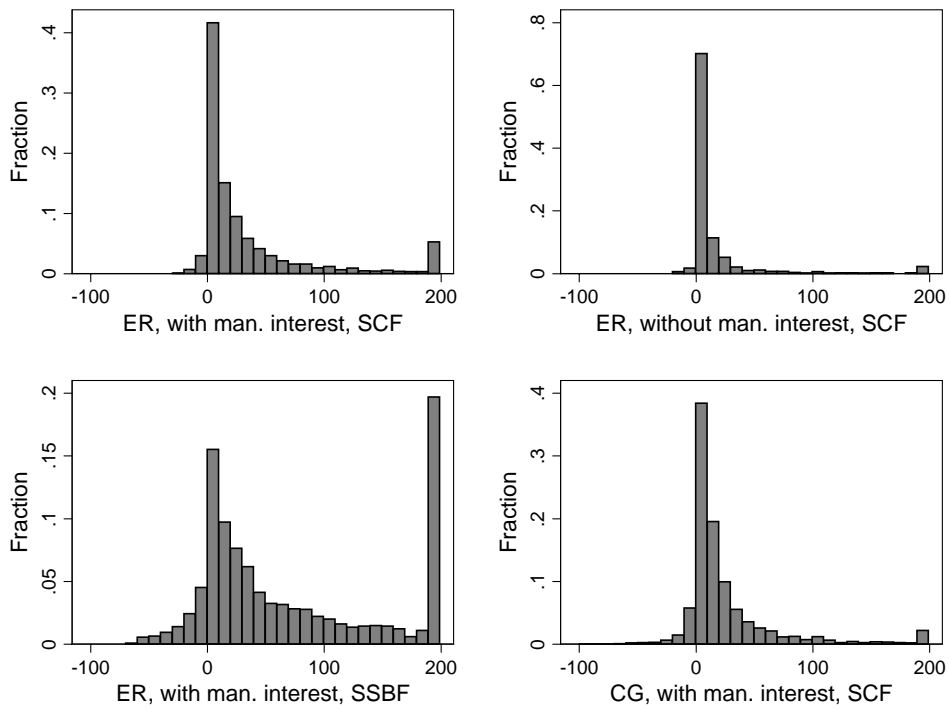 .4
.3
.2
.1
0
Fraction
-100 0 100 200
ER, with man. interest, SCF
.8
.6
.4
.2
0
Fraction
-100 0 100 200
ER, without man. interest, SCF
.2
.15
.1
.05
0
Fraction
-100 0 100 200
ER, with man. interest, SSBF
.4
.3
.2
.1
0
Fraction
-100 0 100 200
CG, with man. interest, SCF